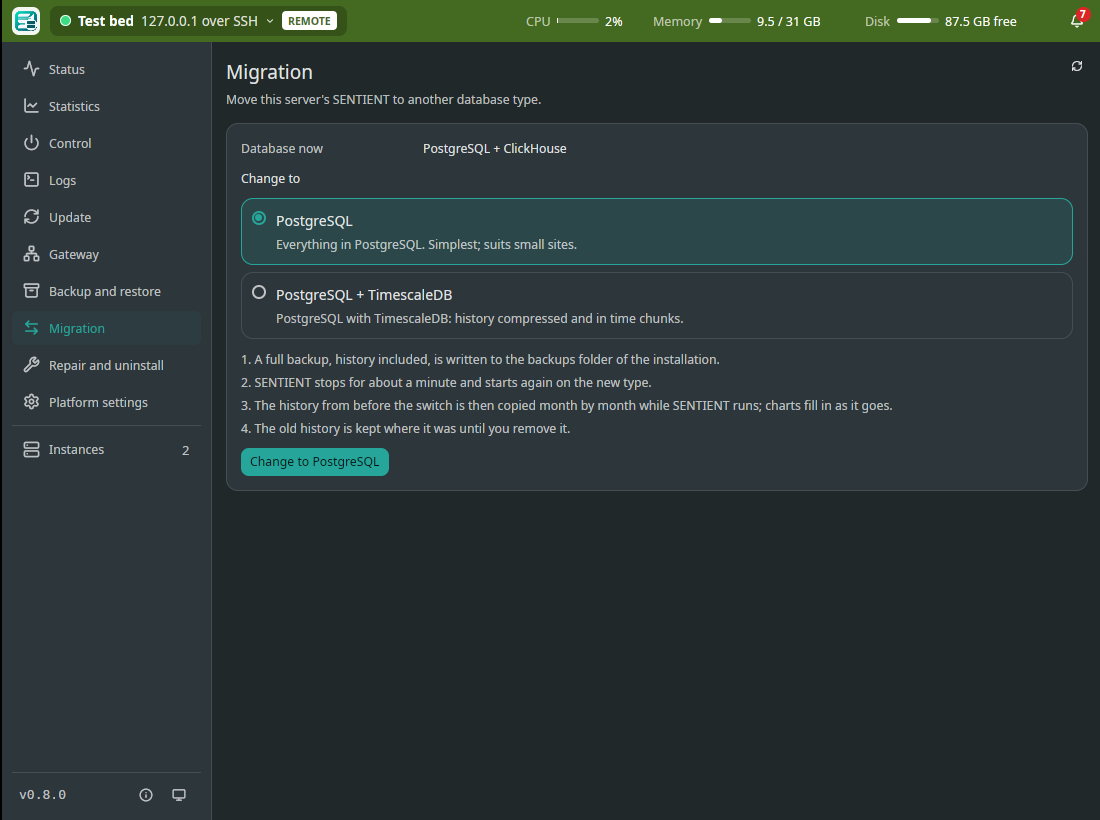 Test bed 127.0.0.1 over SSH REMOTE CPU 2% Memory 9.5 / 31 GB Disk 87.5 GB free 7
Status
Statistics
Control
Logs
Update
Gateway
Backup and restore
Migration
Repair and uninstall
Platform settings
Instances 2
v0.8.0
Migration
Move this server's SENTIENT to another database type.
Database now PostgreSQL + ClickHouse
Change to
PostgreSQL
Everything in PostgreSQL. Simplest; suits small sites.
PostgreSQL + TimescaleDB
PostgreSQL with TimescaleDB: history compressed and in time chunks.
1. A full backup, history included, is written to the backups folder of the installation.
2. SENTIENT stops for about a minute and starts again on the new type.
3. The history from before the switch is then copied month by month while SENTIENT runs; charts fill in as it goes.
4. The old history is kept where it was until you remove it.
Change to PostgreSQL